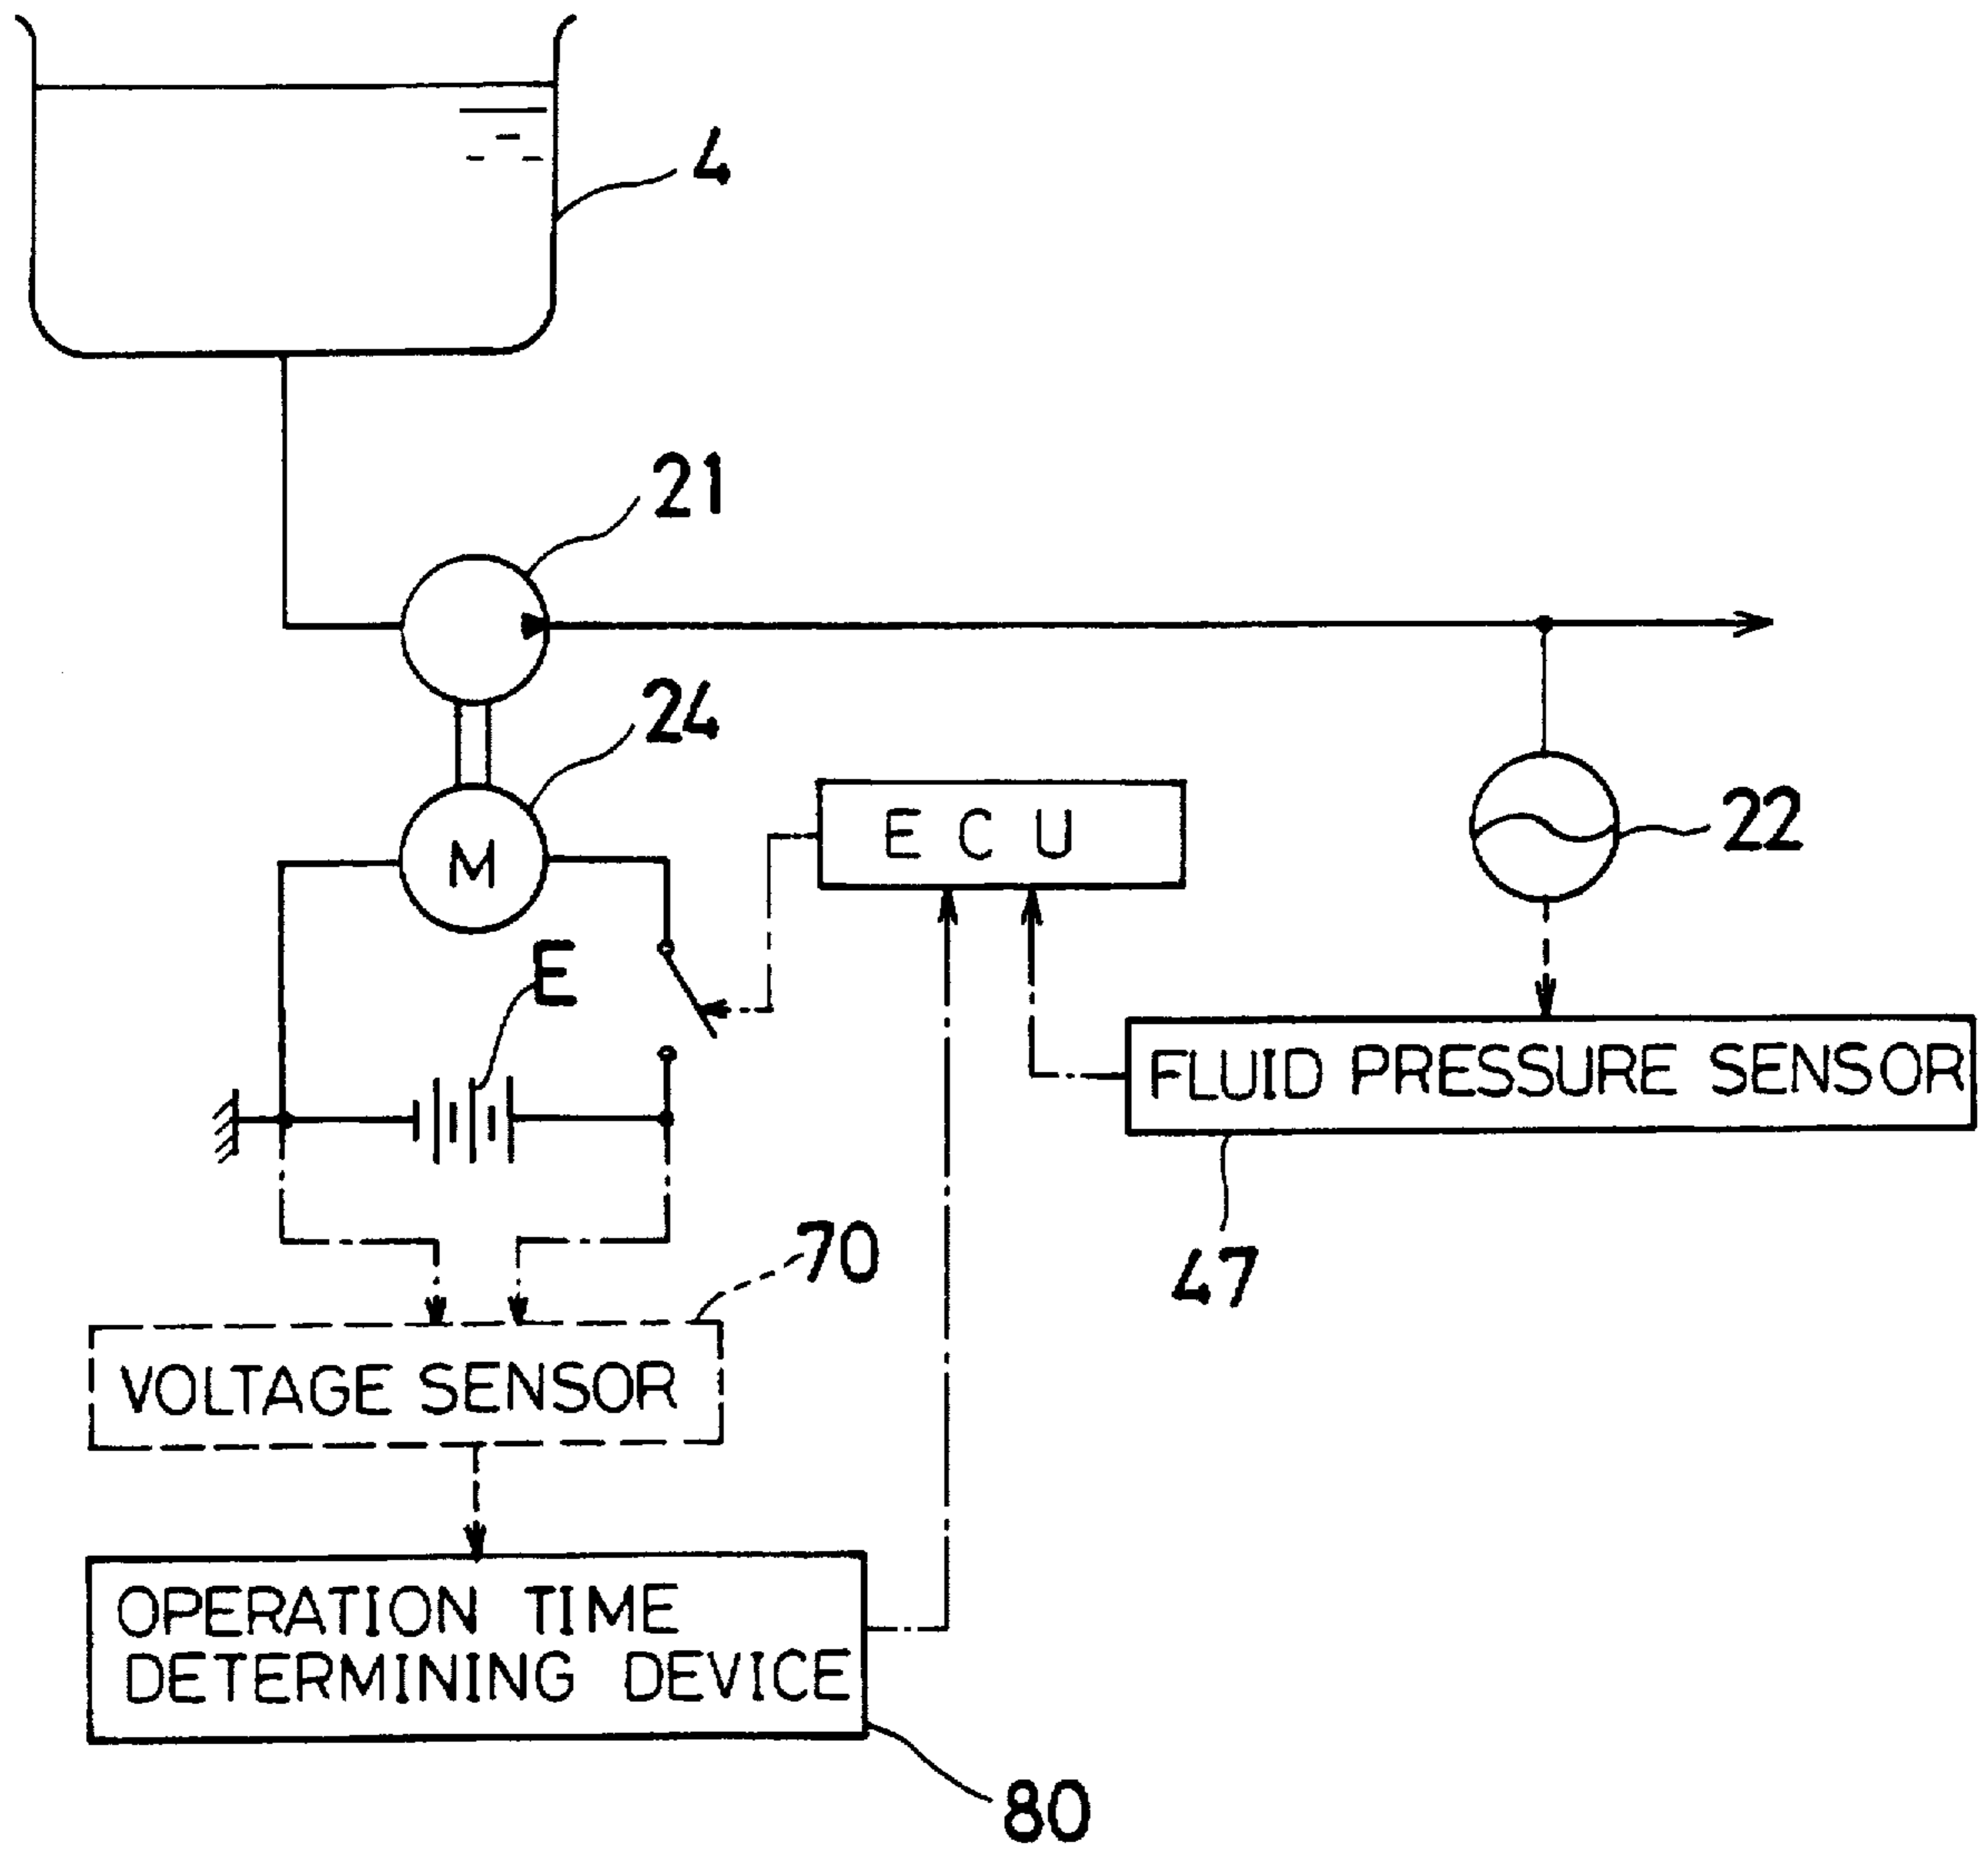 4
21
24
M
E C U
22
E
FLUID PRESSURE SENSOR
47
70
VOLTAGE SENSOR
OPERATION TIME
DETERMINING DEVICE
80